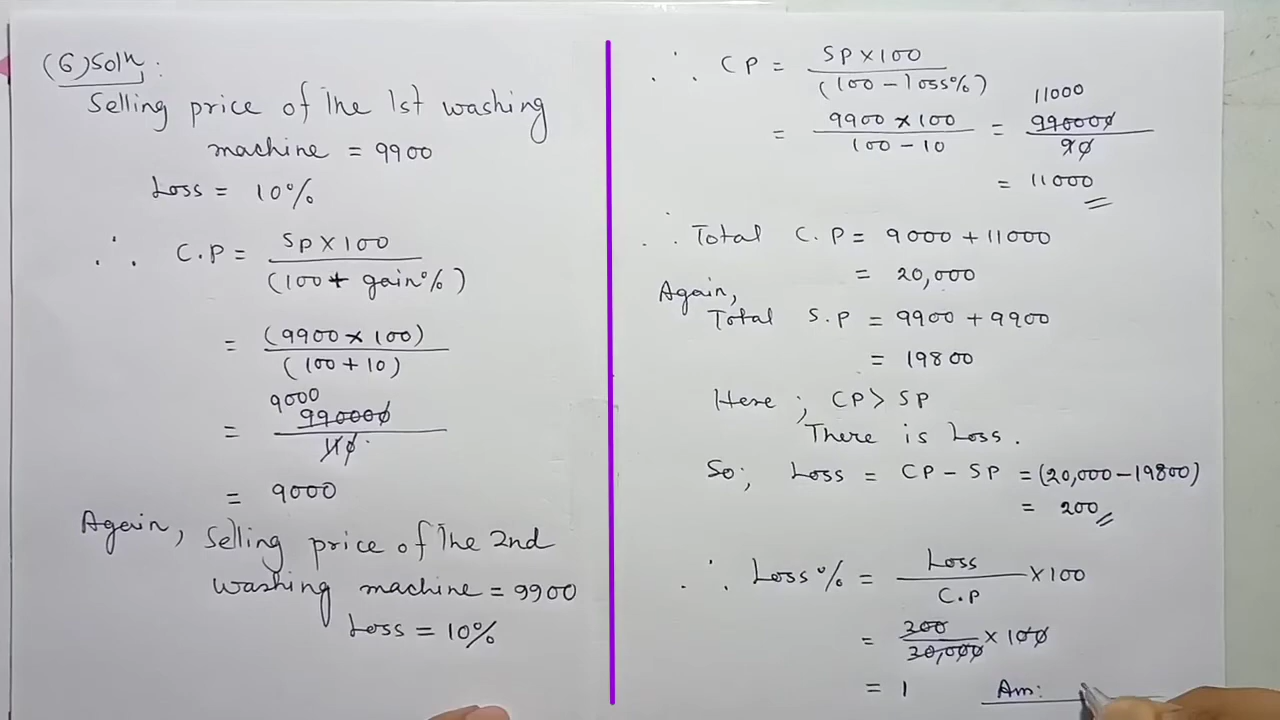 (6) Soln:
Selling price of the 1st washing
machine = 9900
Loss = 10%
∴ C.P = SP×100 / (100+ gain%)
= (9900 × 100) / (100 + 10)
9000
= 990000 / 110
= 9000
Again, Selling price of the 2nd
washing machine = 9900
Loss = 10%
∴ CP = SP×100 / (100 - loss%)
11000
= 9900 × 100 / 100 - 10 = 990000 / 90
= 11000
∴ Total C.P = 9000 + 11000
= 20,000
Again,
Total S.P = 9900 + 9900
= 19800
Here, CP > SP
There is Loss.
So, Loss = CP - SP = (20,000 - 19800)
= 200
∴ Loss% = Loss / C.P × 100
= 200 / 20,000 × 100
= 1 Ans: